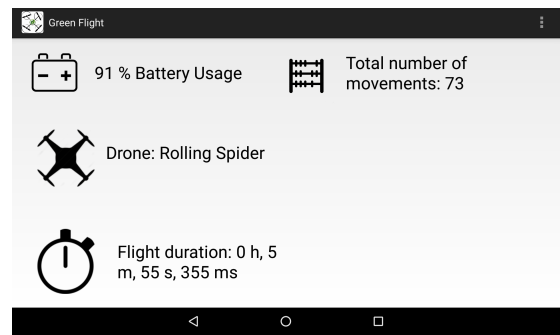 Green Flight
91 % Battery Usage
Total number of
movements: 73
Drone: Rolling Spider
Flight duration: 0 h, 5
m, 55 s, 355 ms